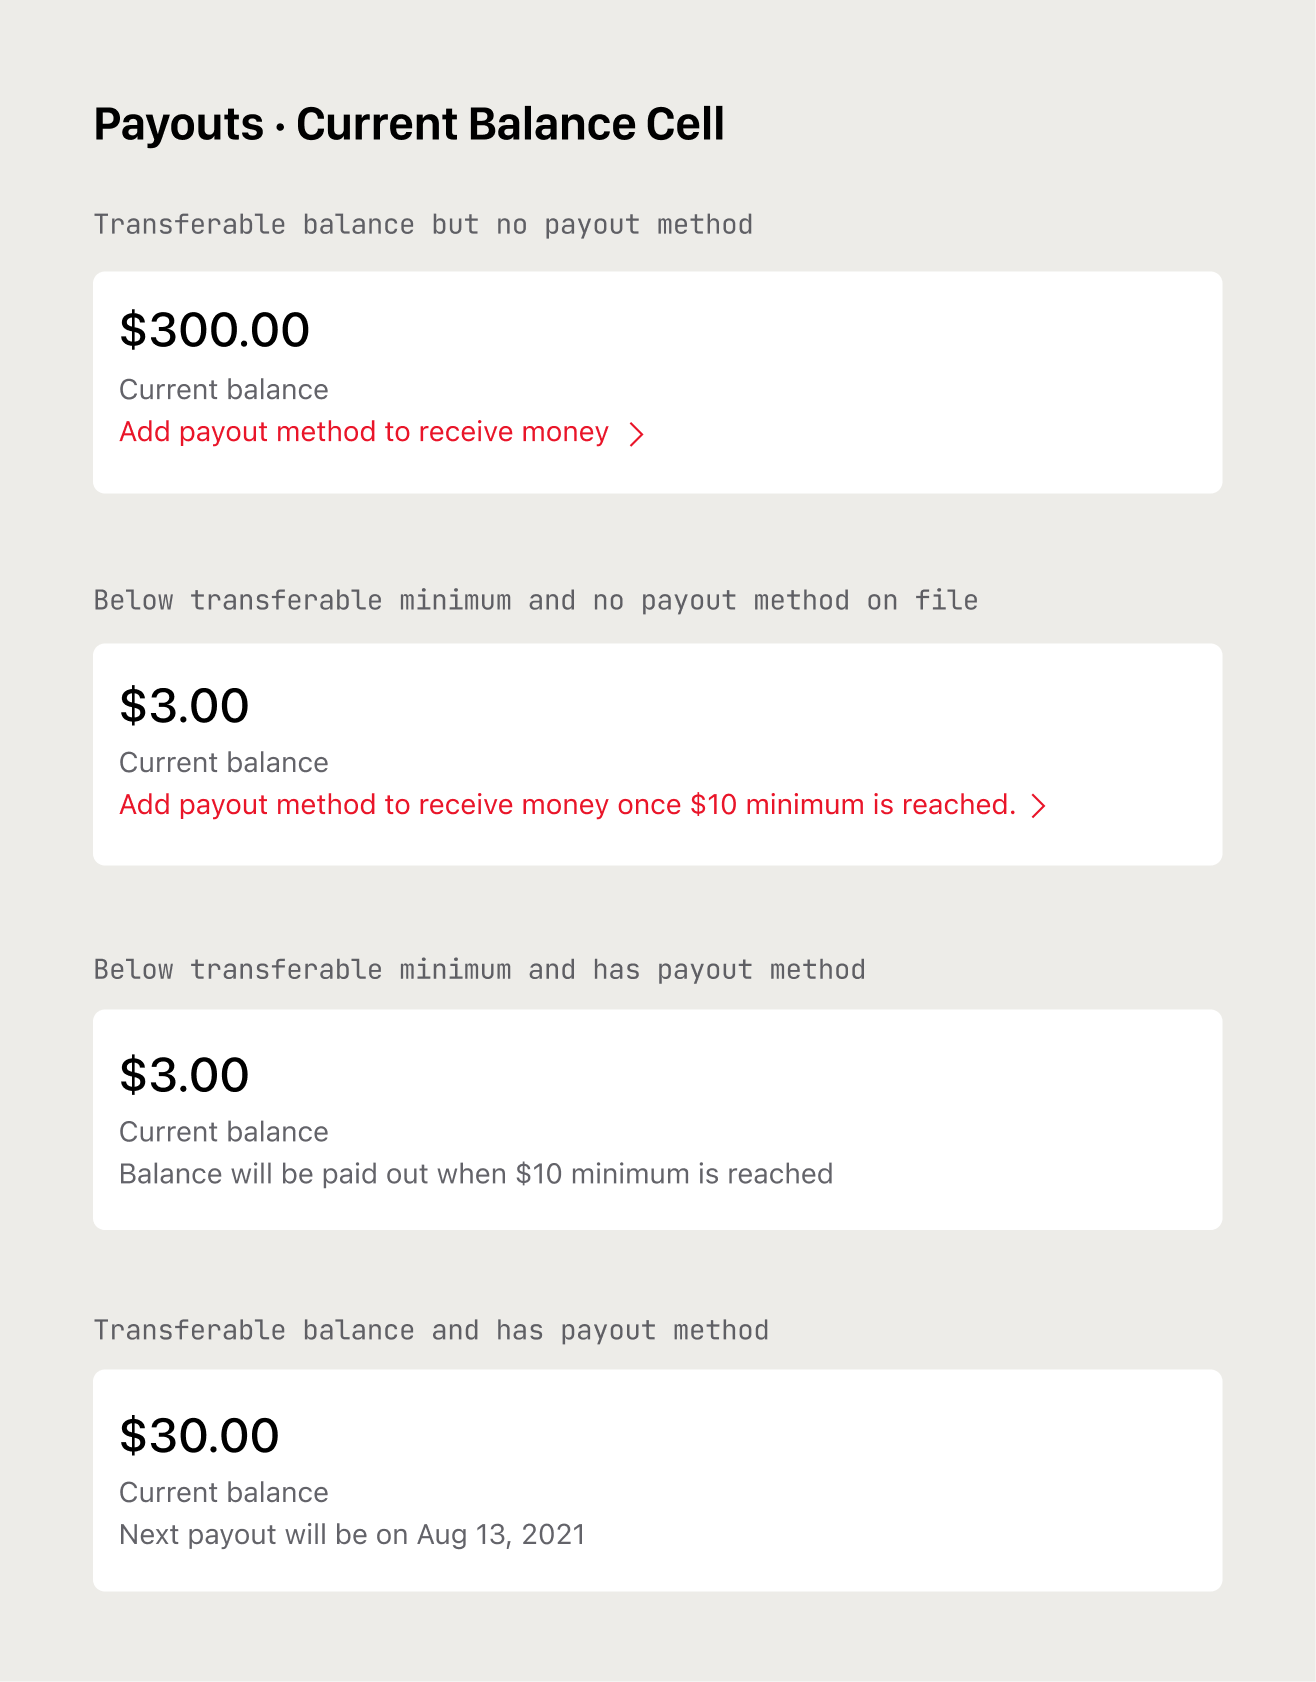 Payouts · Current Balance Cell
Transferable balance but no payout method
$300.00
Current balance
Add payout method to receive money
Below transferable minimum and no payout method on file
$3.00
Current balance
Add payout method to receive money once $10 minimum is reached.
Below transferable minimum and has payout method
$3.00
Current balance
Balance will be paid out when $10 minimum is reached
Transferable balance and has payout method
$30.00
Current balance
Next payout will be on Aug 13, 2021